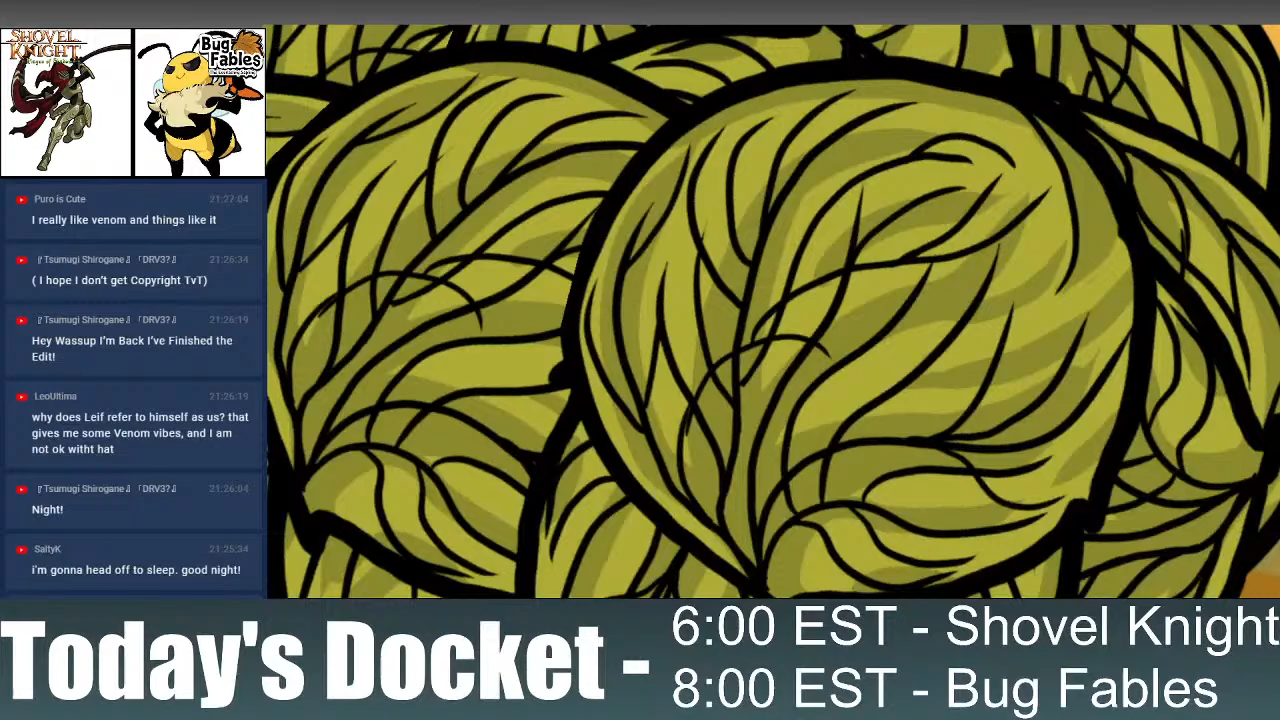 SHOVEL
KNIGHT
Bug
Fables
The Everlasting Sapling
Puro is Cute 21:27:04
I really like venom and things like it
『Tsumugi Shirogane』「DRV3?』 21:26:34
( I hope I don't get Copyright TvT)
『Tsumugi Shirogane』「DRV3?』 21:26:19
Hey Wassup I'm Back I've Finished the
Edit!
LeoUltima 21:26:19
why does Leif refer to himself as us? that
gives me some Venom vibes, and I am
not ok witht hat
『Tsumugi Shirogane』「DRV3?』 21:26:04
Night!
SaltyK 21:25:34
i'm gonna head off to sleep. good night!
Today's Docket -
6:00 EST - Shovel Knight
8:00 EST - Bug Fables